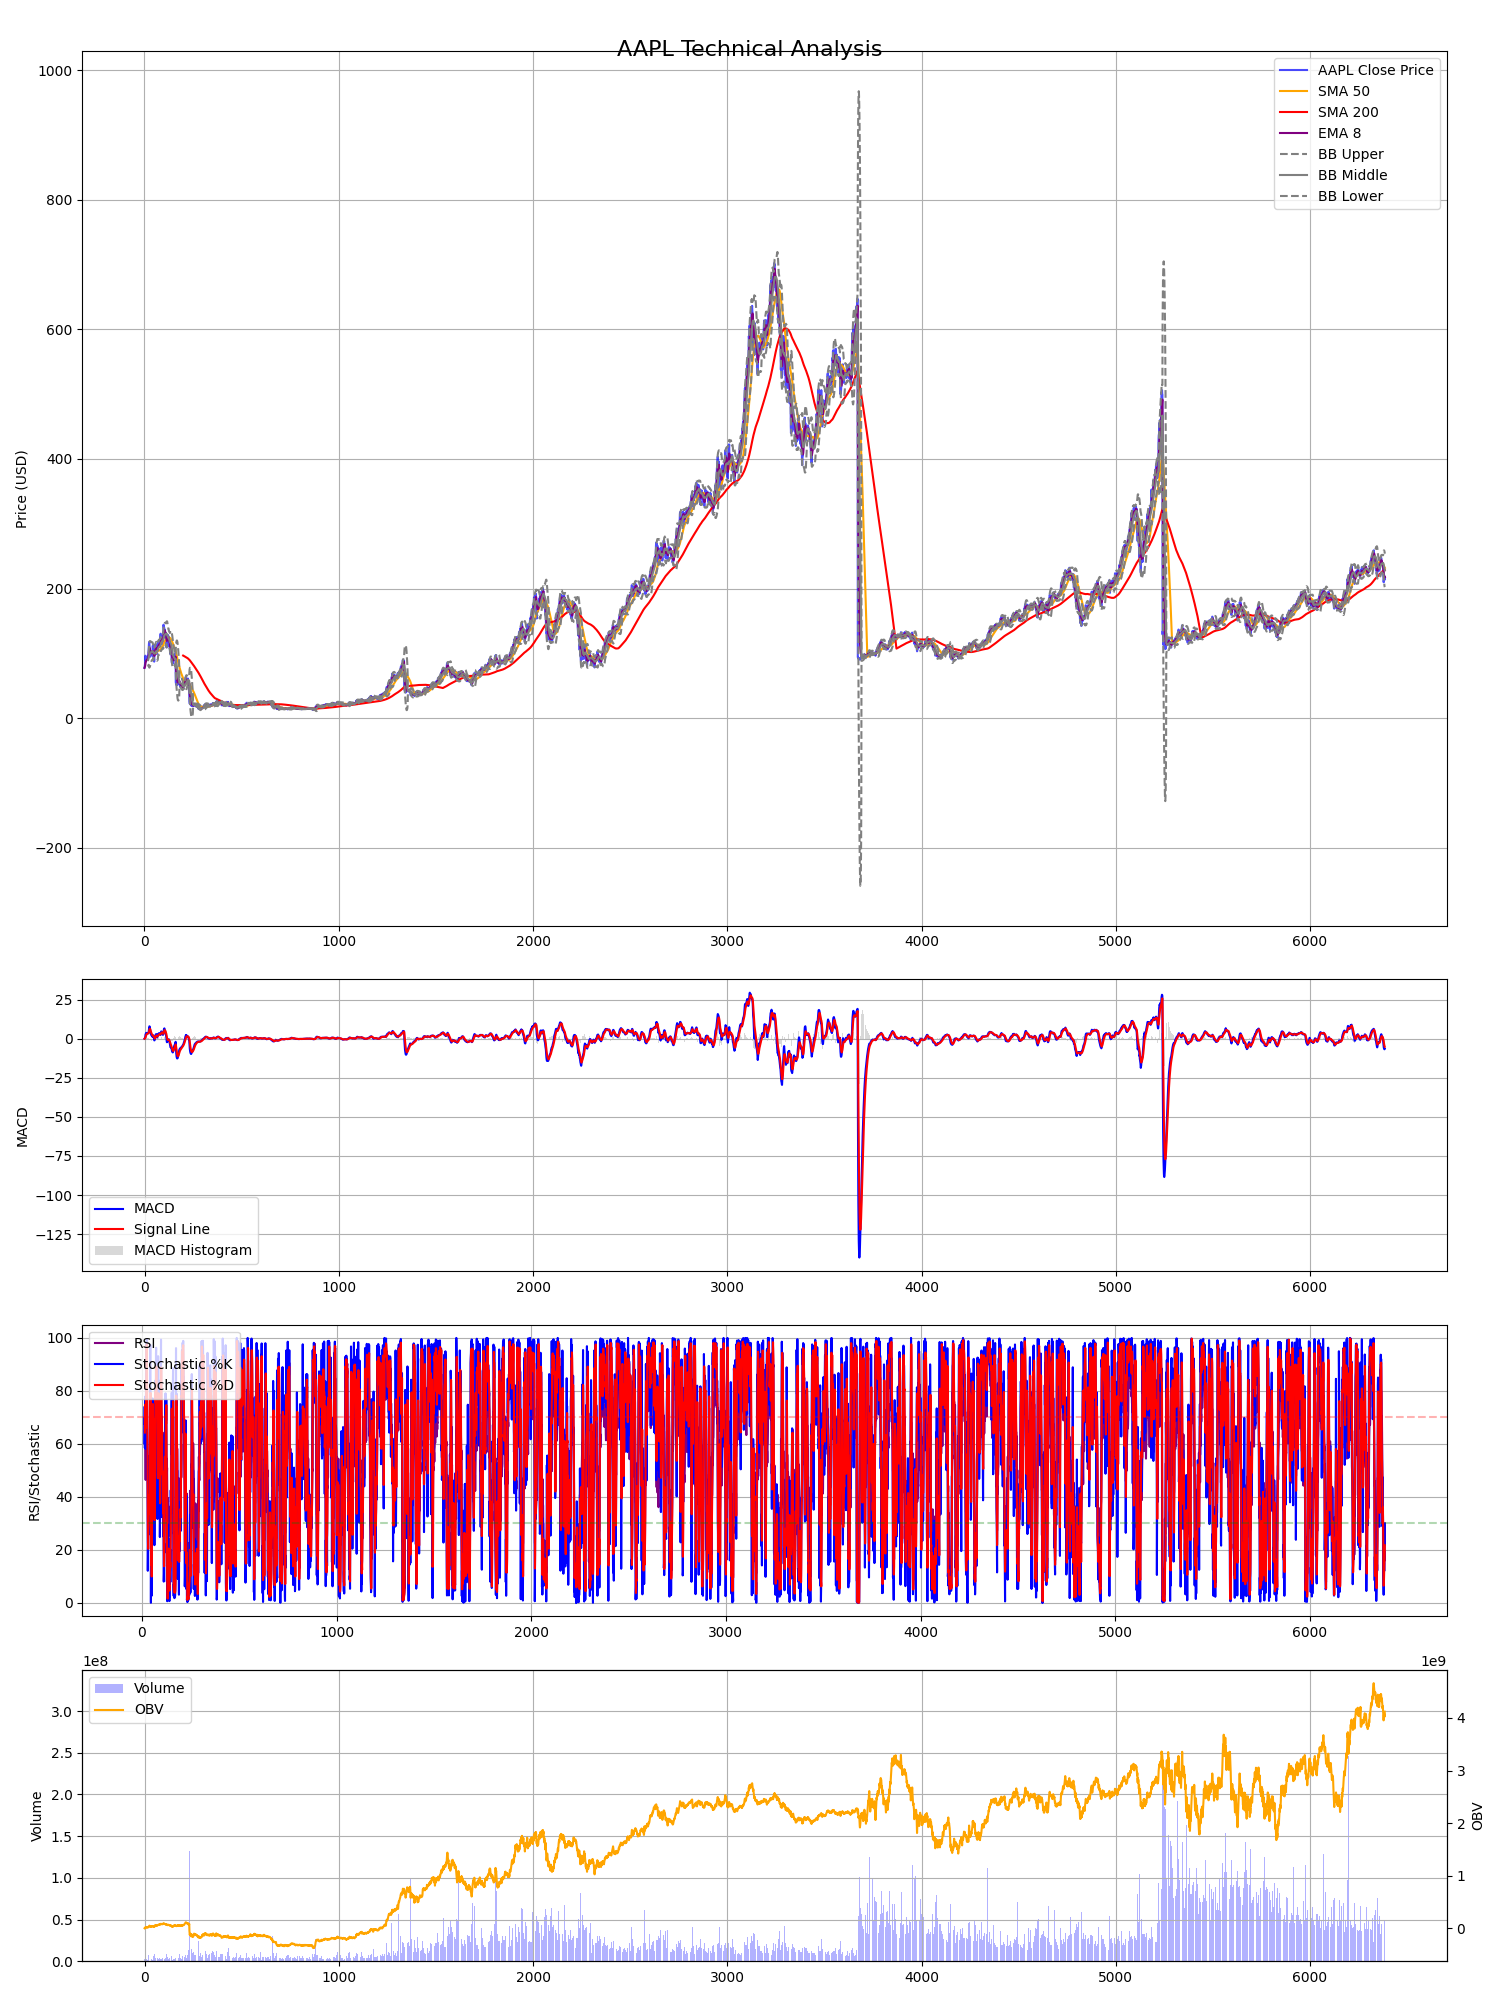 AAPL Technical Analysis
1000
800
600
400
200
0
−200
Price (USD)
AAPL Close Price
SMA 50
SMA 200
EMA 8
BB Upper
BB Middle
BB Lower
0 1000 2000 3000 4000 5000 6000
25
0
−25
−50
−75
−100
−125
MACD
MACD
Signal Line
MACD Histogram
0 1000 2000 3000 4000 5000 6000
100
80
60
40
20
0
RSI/Stochastic
RSI
Stochastic %K
Stochastic %D
0 1000 2000 3000 4000 5000 6000
1e8
1e9
3.0
2.5
2.0
1.5
1.0
0.5
0.0
Volume
Volume
OBV
4
3
2
1
0
OBV
0 1000 2000 3000 4000 5000 6000